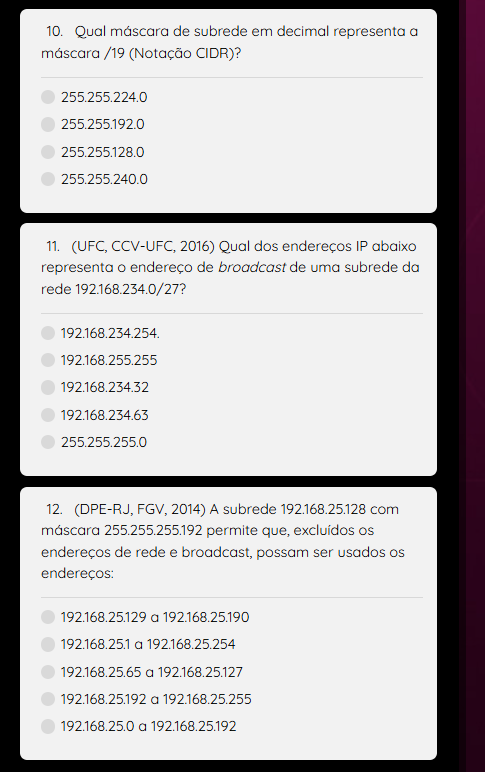 10. Qual máscara de subrede em decimal representa a
máscara /19 (Notação CIDR)?
255.255.224.0
255.255.192.0
255.255.128.0
255.255.240.0
11. (UFC, CCV-UFC, 2016) Qual dos endereços IP abaixo
representa o endereço de broadcast de uma subrede da
rede 192.168.234.0/27?
192.168.234.254.
192.168.255.255
192.168.234.32
192.168.234.63
255.255.255.0
12. (DPE-RJ, FGV, 2014) A subrede 192.168.25.128 com
máscara 255.255.255.192 permite que, excluídos os
endereços de rede e broadcast, possam ser usados os
endereços:
192.168.25.129 a 192.168.25.190
192.168.25.1 a 192.168.25.254
192.168.25.65 a 192.168.25.127
192.168.25.192 a 192.168.25.255
192.168.25.0 a 192.168.25.192